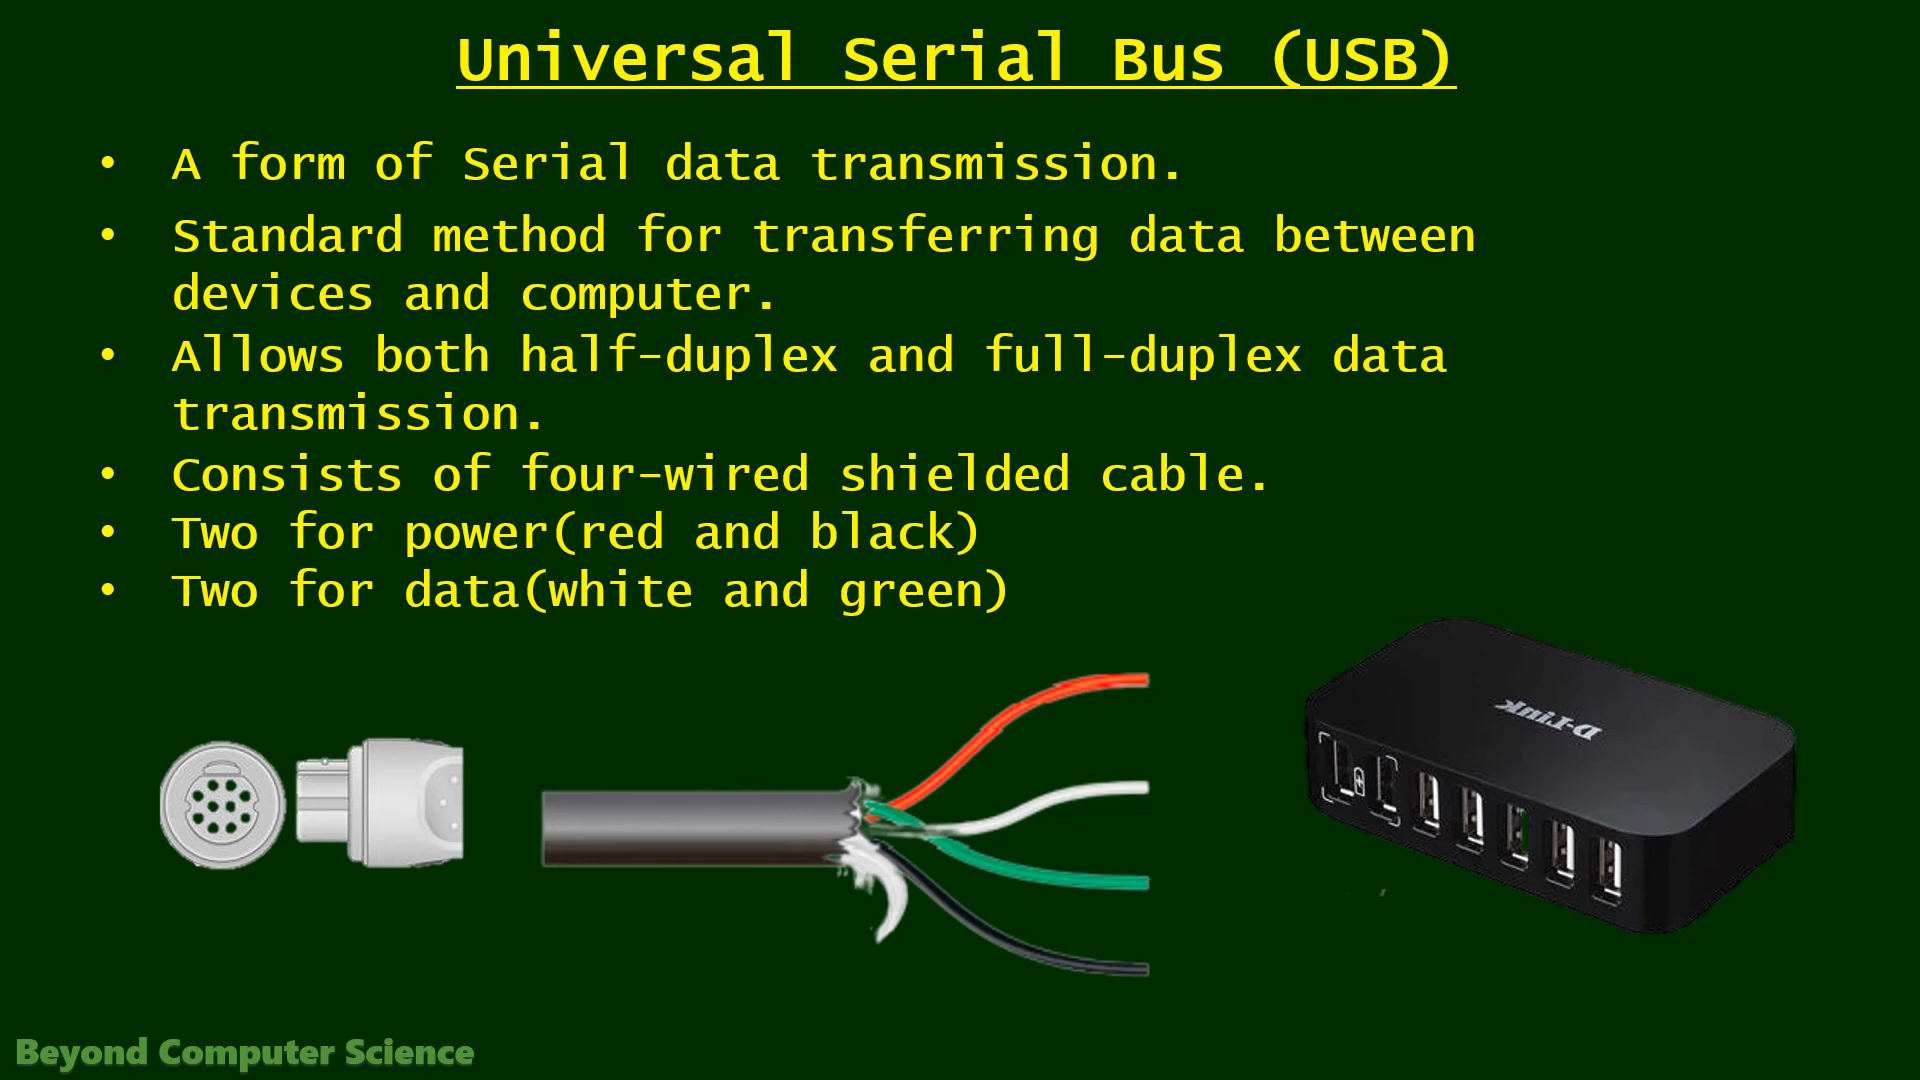 Universal Serial Bus (USB)
• A form of Serial data transmission.
• Standard method for transferring data between
devices and computer.
• Allows both half-duplex and full-duplex data
transmission.
• Consists of four-wired shielded cable.
• Two for power(red and black)
• Two for data(white and green)
D-Link
Beyond Computer Science